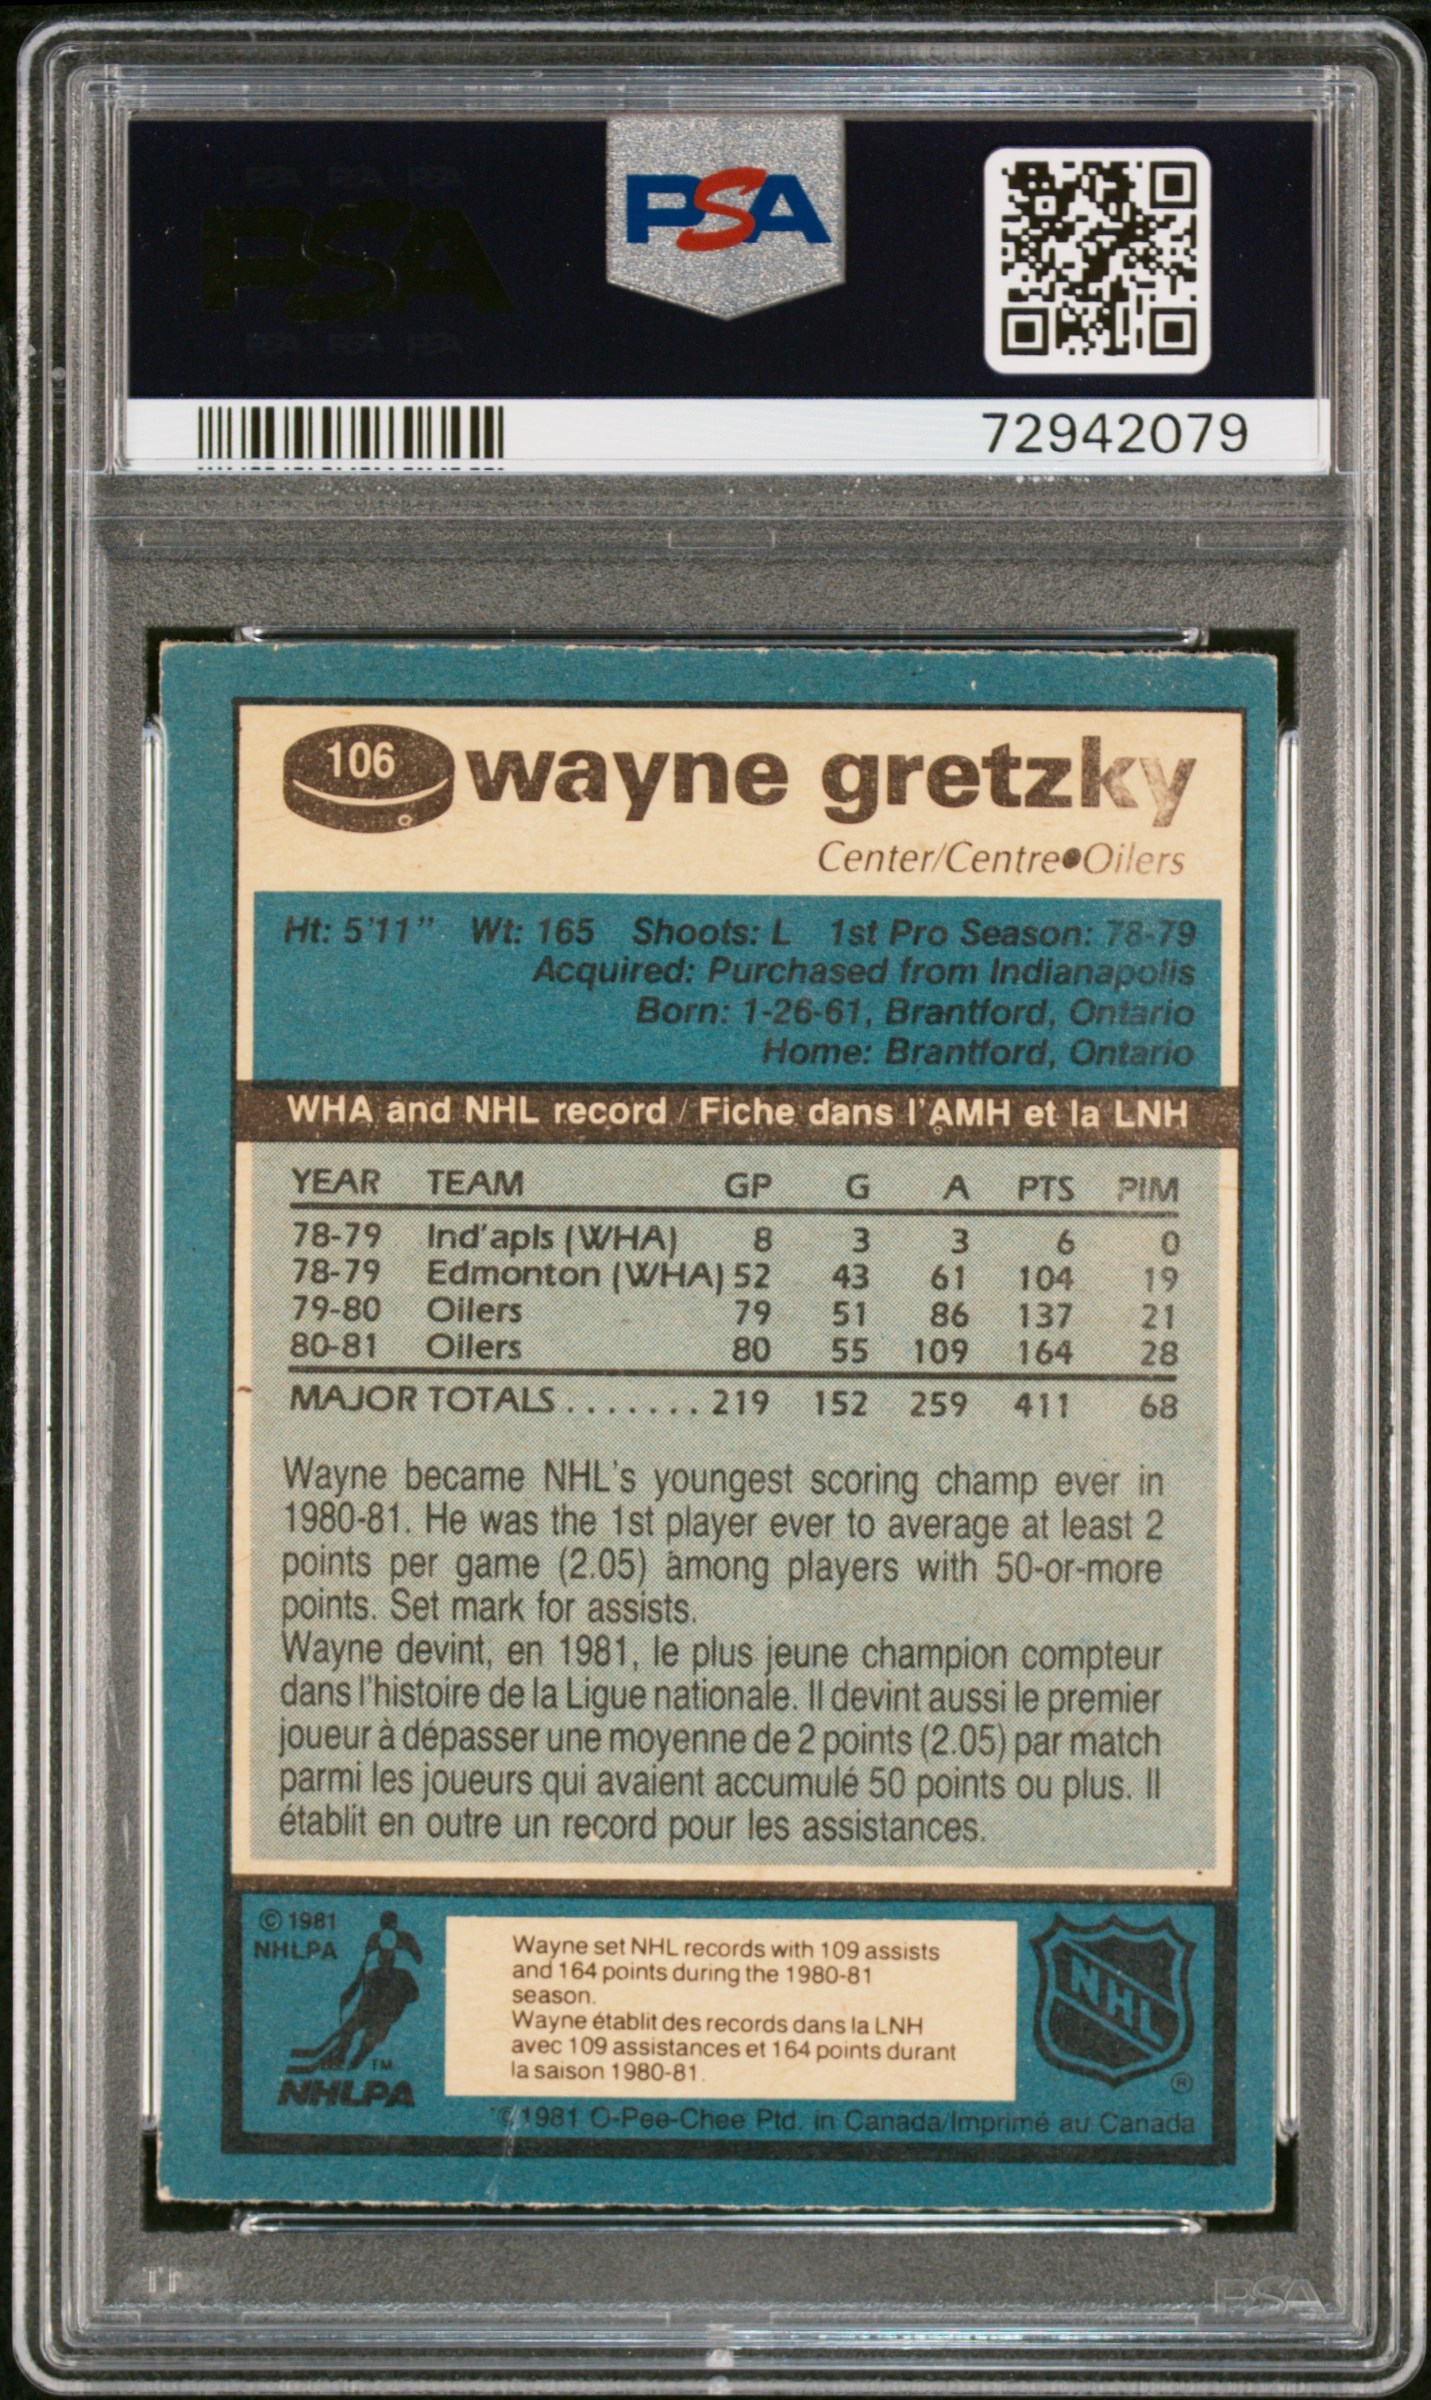 PSA PSA PSA
PSA
PSA PSA PSA
PSA
72942079
106
wayne gretzky
Center/Centre●Oilers
Ht: 5'11" Wt: 165 Shoots: L 1st Pro Season: 78-79
Acquired: Purchased from Indianapolis
Born: 1-26-61, Brantford, Ontario
Home: Brantford, Ontario
WHA and NHL record / Fiche dans l'AMH et la LNH
YEAR TEAM GP G A PTS PIM
78-79 Ind'apls (WHA) 8 3 3 6 0
78-79 Edmonton (WHA) 52 43 61 104 19
79-80 Oilers 79 51 86 137 21
80-81 Oilers 80 55 109 164 28
MAJOR TOTALS....... 219 152 259 411 68
Wayne became NHL's youngest scoring champ ever in
1980-81. He was the 1st player ever to average at least 2
points per game (2.05) among players with 50-or-more
points. Set mark for assists.
Wayne devint, en 1981, le plus jeune champion compteur
dans l'histoire de la Ligue nationale. Il devint aussi le premier
joueur à dépasser une moyenne de 2 points (2.05) par match
parmi les joueurs qui avaient accumulé 50 points ou plus. Il
établit en outre un record pour les assistances.
© 1981
NHLPA
TM
NHLPA
Wayne set NHL records with 109 assists
and 164 points during the 1980-81
season.
Wayne établit des records dans la LNH
avec 109 assistances et 164 points durant
la saison 1980-81.
NHL
®
*© 1981 O-Pee-Chee Ptd. in Canada/Imprimé au Canada
PSA